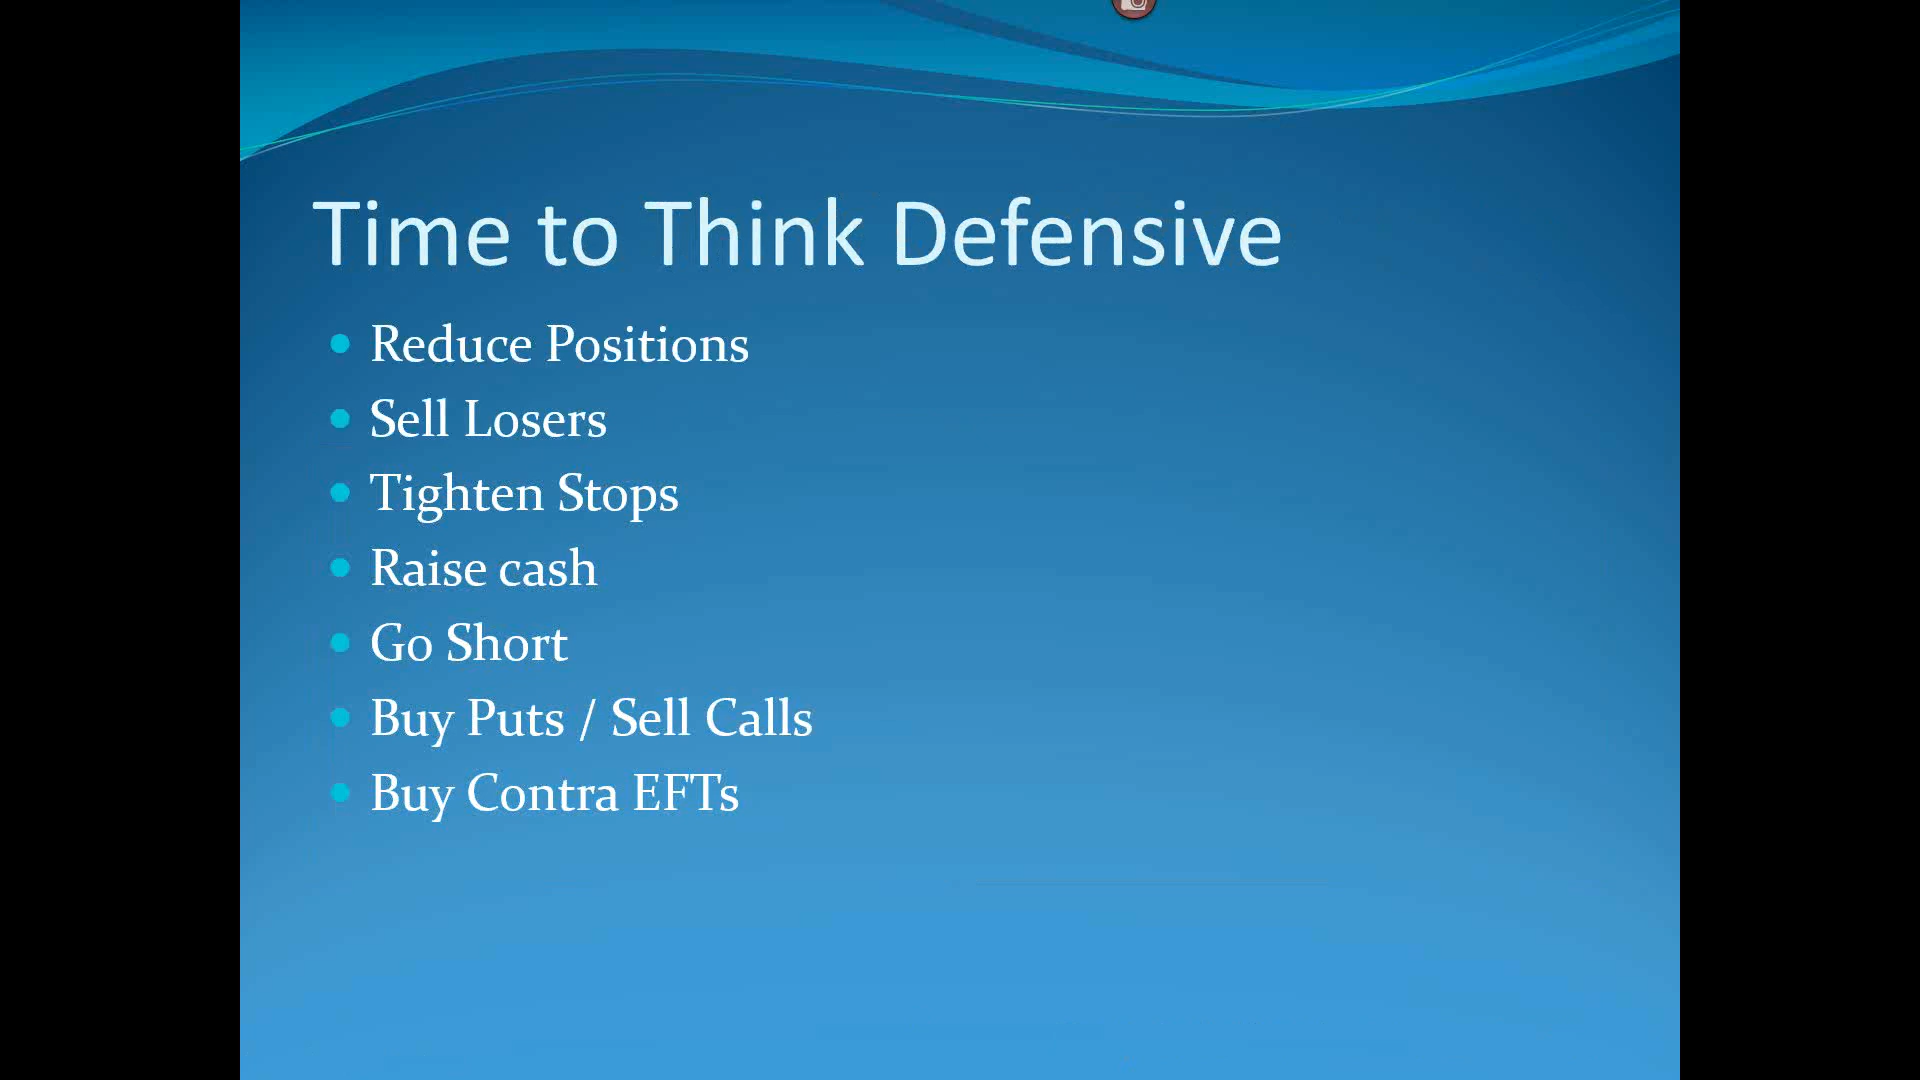 Time to Think Defensive
Reduce Positions
Sell Losers
Tighten Stops
Raise cash
Go Short
Buy Puts / Sell Calls
Buy Contra EFTs